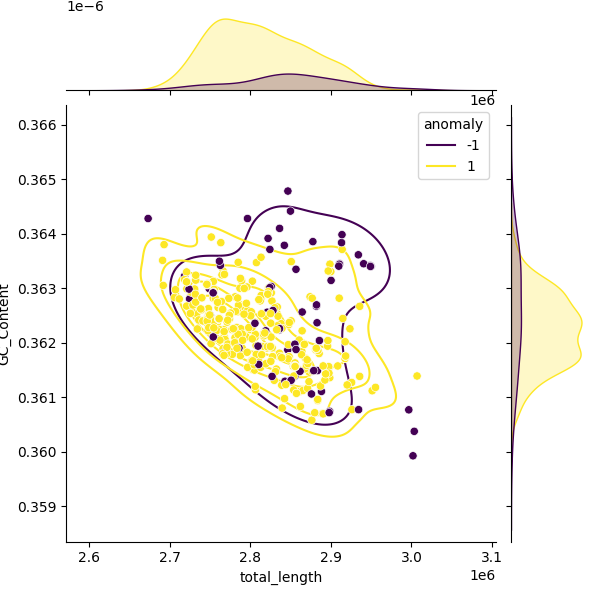 1e−6
1e6
0.366
0.365
0.364
0.363
0.362
0.361
0.360
0.359
GC_Content
anomaly
-1
1
2.6
2.7
2.8
2.9
3.0
3.1
total_length
1e6